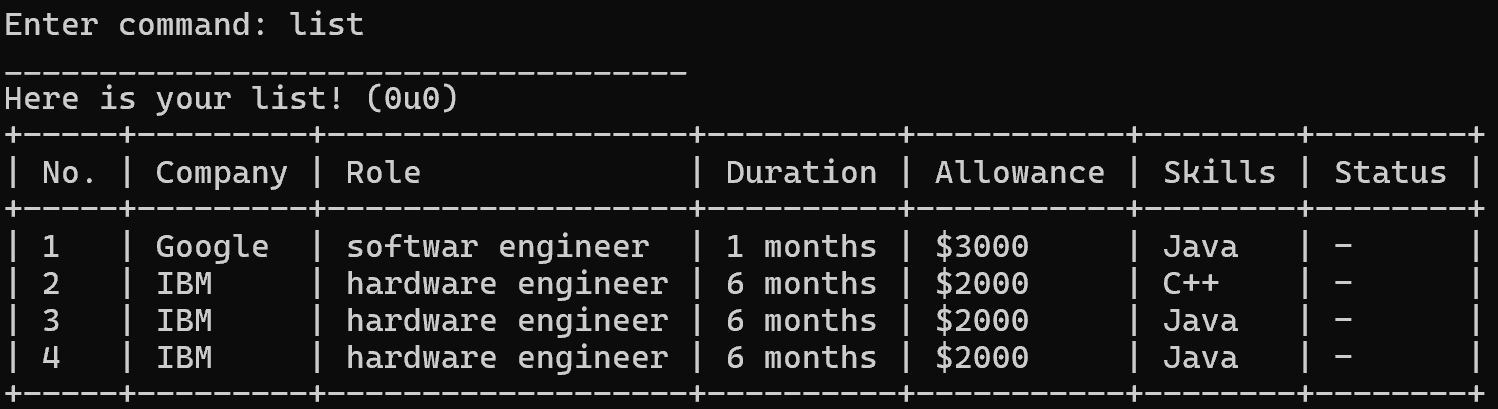 Enter command: list
____________________________________
Here is your list! (0u0)
+-----+---------+-------------------+----------+-----------+--------+--------+
| No. | Company | Role              | Duration | Allowance | Skills | Status |
+-----+---------+-------------------+----------+-----------+--------+--------+
| 1   | Google  | softwar engineer  | 1 months | $3000     | Java   | -      |
| 2   | IBM     | hardware engineer | 6 months | $2000     | C++    | -      |
| 3   | IBM     | hardware engineer | 6 months | $2000     | Java   | -      |
| 4   | IBM     | hardware engineer | 6 months | $2000     | Java   | -      |
+-----+---------+-------------------+----------+-----------+--------+--------+